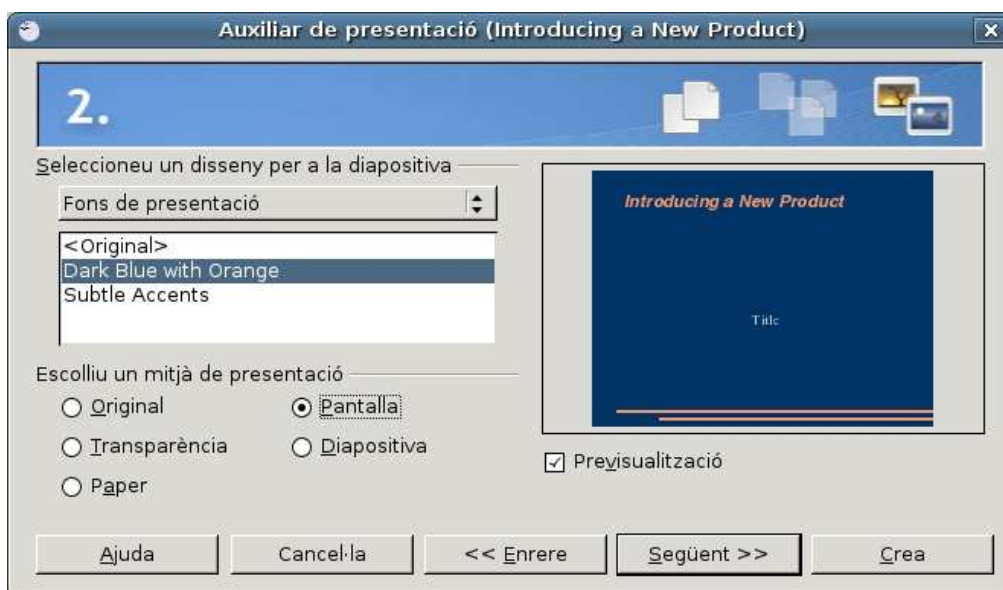 Auxiliar de presentació (Introducing a New Product)
2.
Seleccioneu un disseny per a la diapositiva
Fons de presentació
<Original>
Dark Blue with Orange
Subtle Accents
Introducing a New Product
Title
Escolliu un mitjà de presentació
Original
Pantalla
Transparència
Diapositiva
Paper
Previsualització
Ajuda
Cancel·la
<< Enrere
Següent >>
Crea